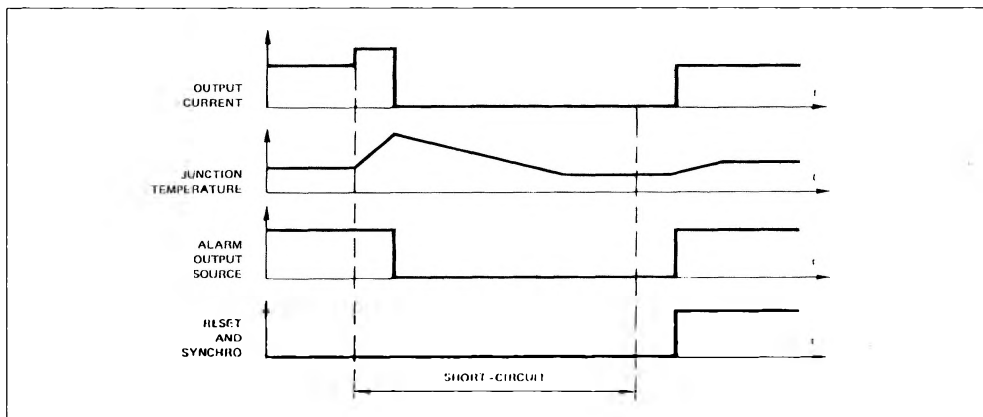 OUTPUT
CURRENT
t
JUNCTION
TEMPERATURE
t
ALARM
OUTPUT
SOURCE
t
RESET
AND
SYNCHRO
t
SHORT-CIRCUIT